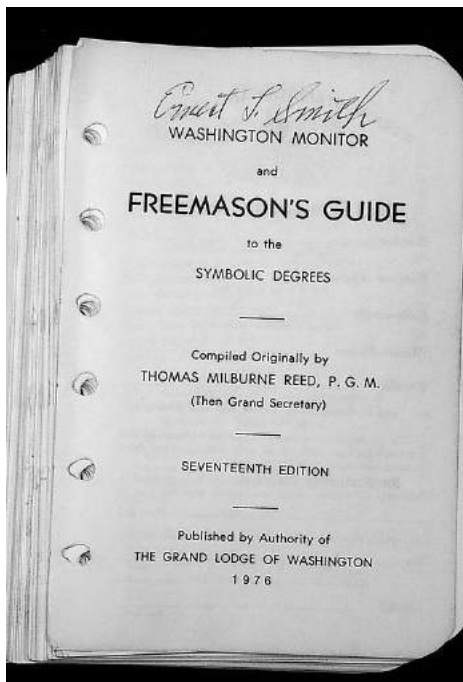 Ernest F. Smith
WASHINGTON MONITOR
and
FREEMASON'S GUIDE
to the
SYMBOLIC DEGREES
Compiled Originally by
THOMAS MILBURNE REED, P. G. M.
(Then Grand Secretary)
SEVENTEENTH EDITION
Published by Authority of
THE GRAND LODGE OF WASHINGTON
1976